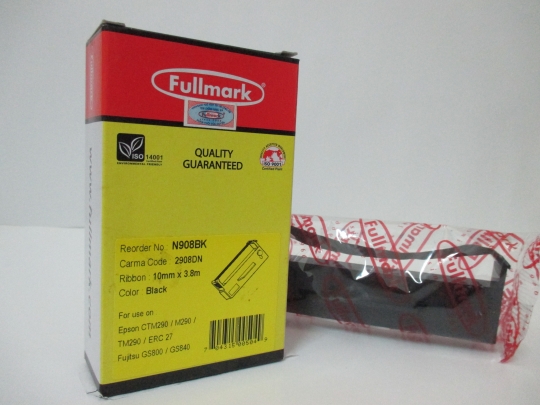 Fullmark
ISO 14001
QUALITY
GUARANTEED
Reorder No. N908BK
Carma Code : 2908DN
Ribbon : 10mm x 3.8m
Color Black
For use on
Epson CTM290 / M290 /
TM290 / ERC 27
Fujitsu GS800 / GS840
Fullmark